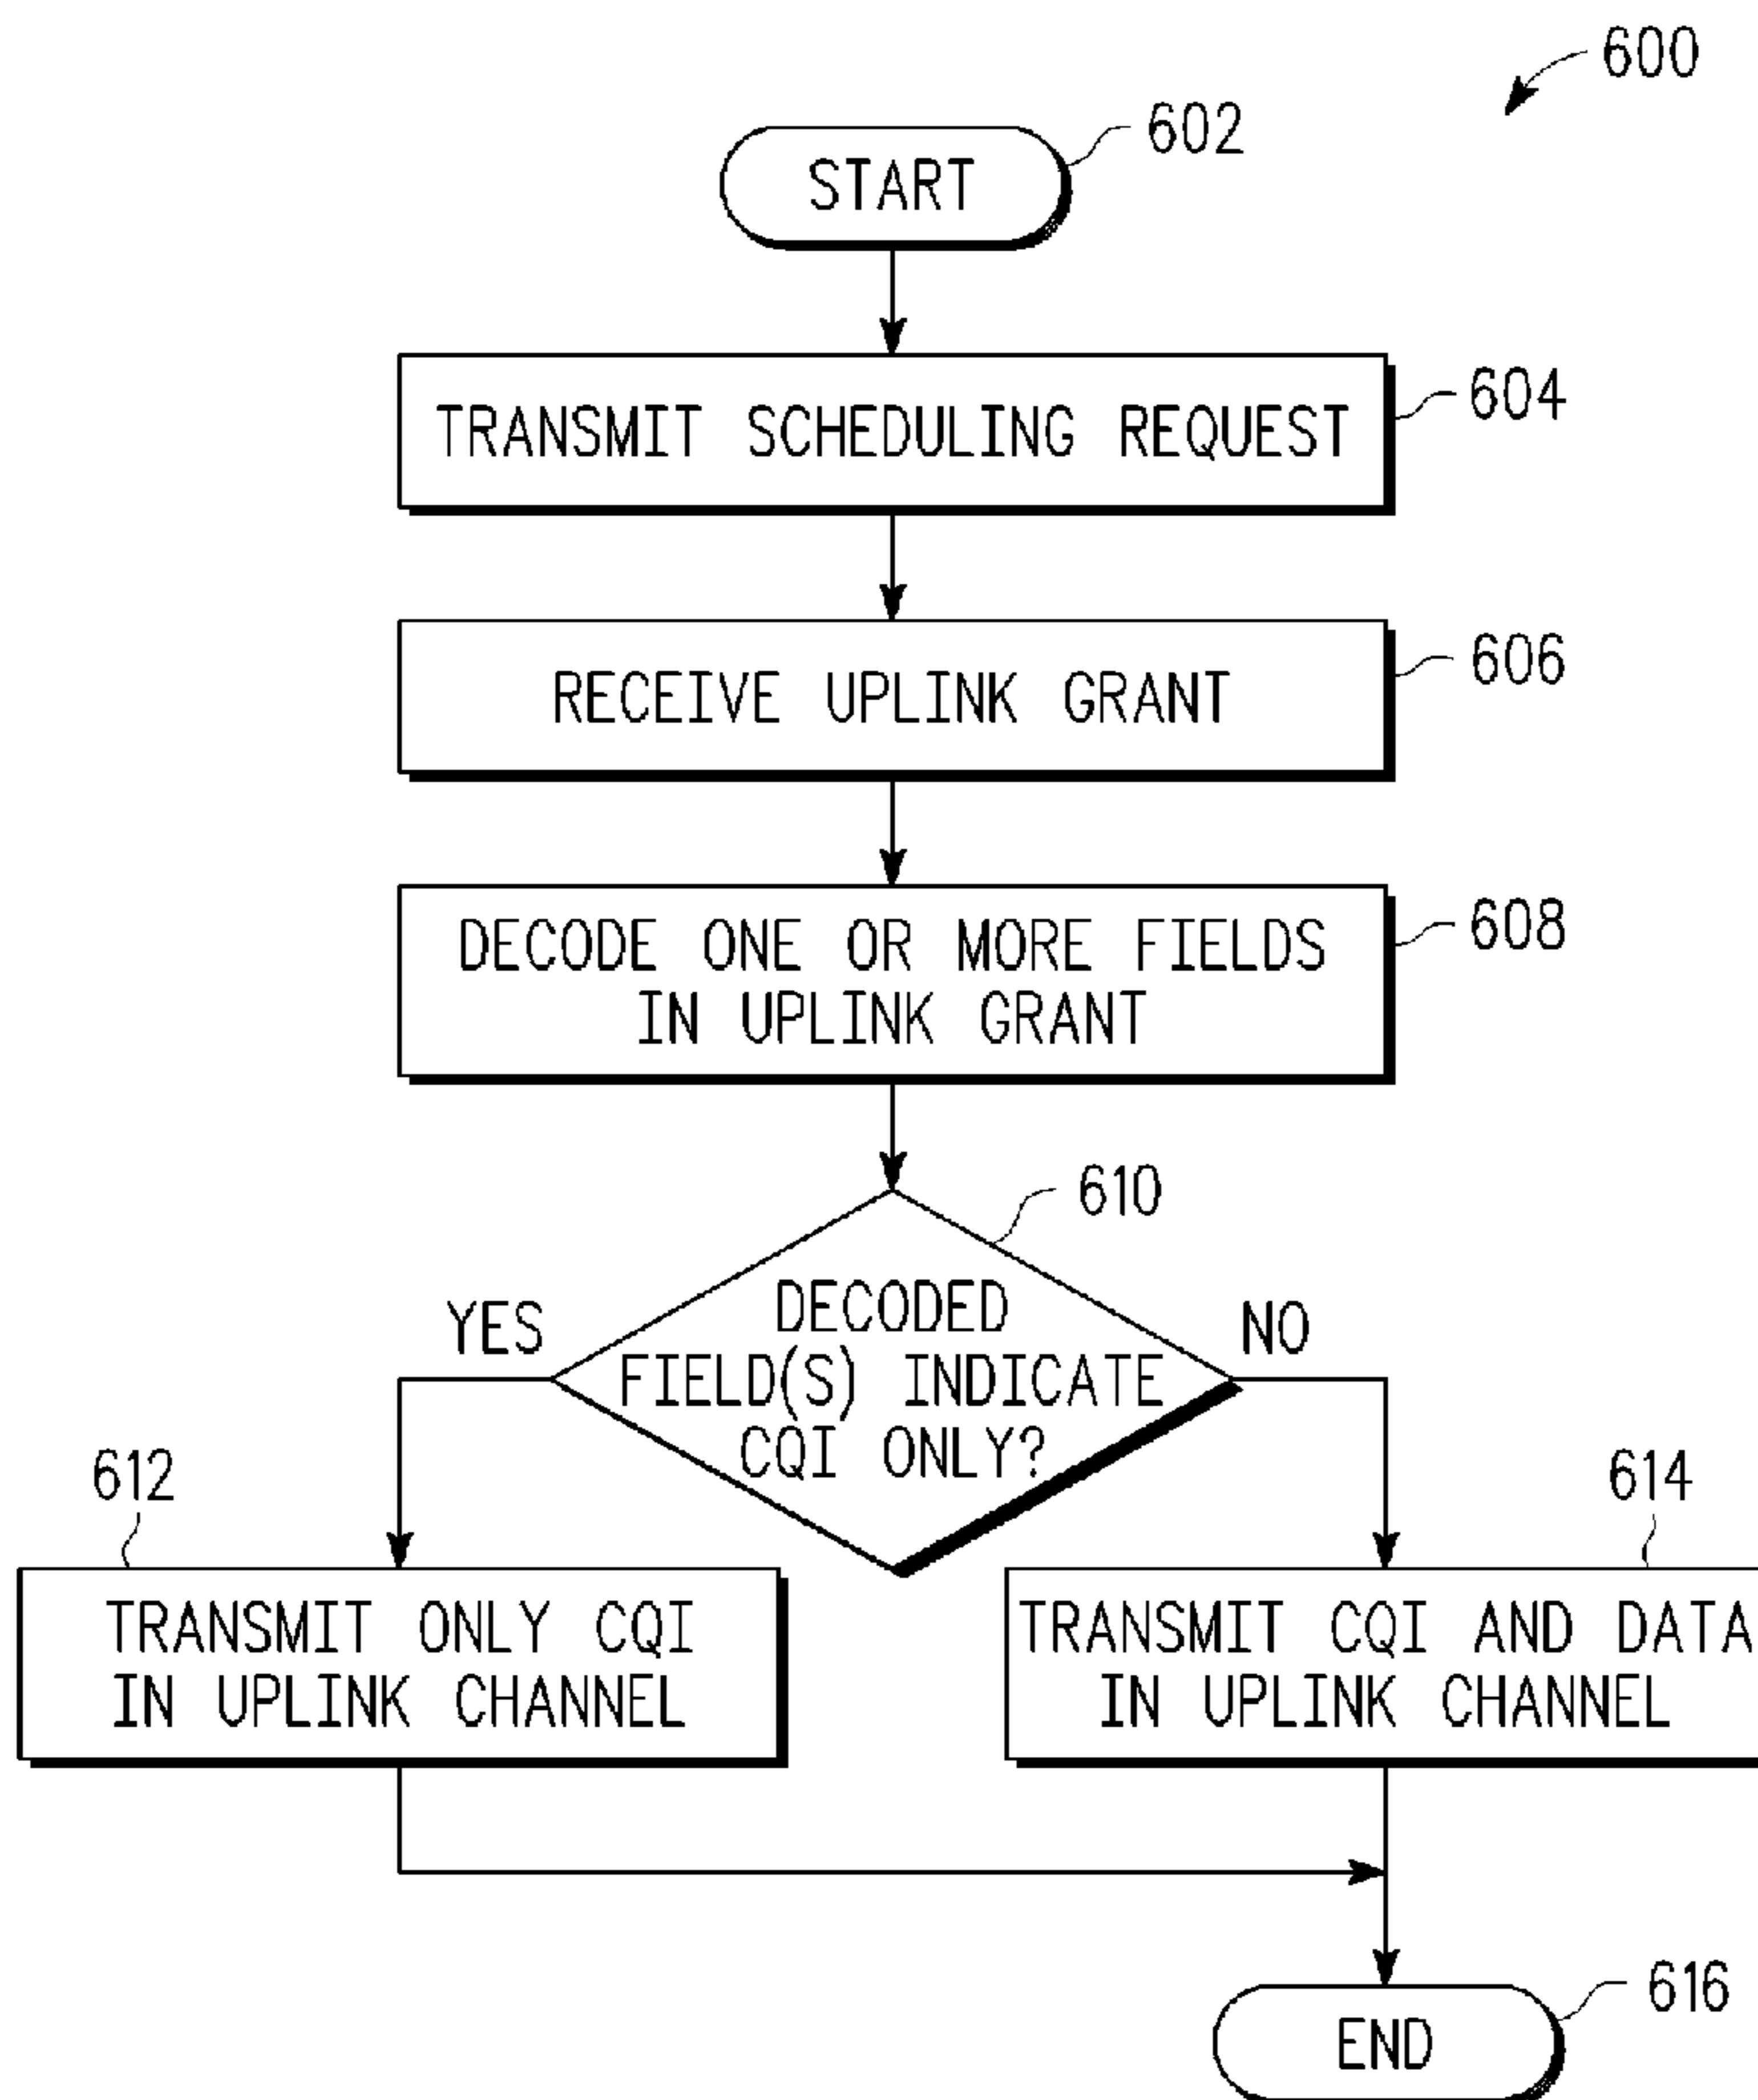 600
602
START
604
TRANSMIT SCHEDULING REQUEST
606
RECEIVE UPLINK GRANT
608
DECODE ONE OR MORE FIELDS
IN UPLINK GRANT
610
DECODED
FIELD(S) INDICATE
CQI ONLY?
YES
NO
612
TRANSMIT ONLY CQI
IN UPLINK CHANNEL
614
TRANSMIT CQI AND DATA
IN UPLINK CHANNEL
616
END